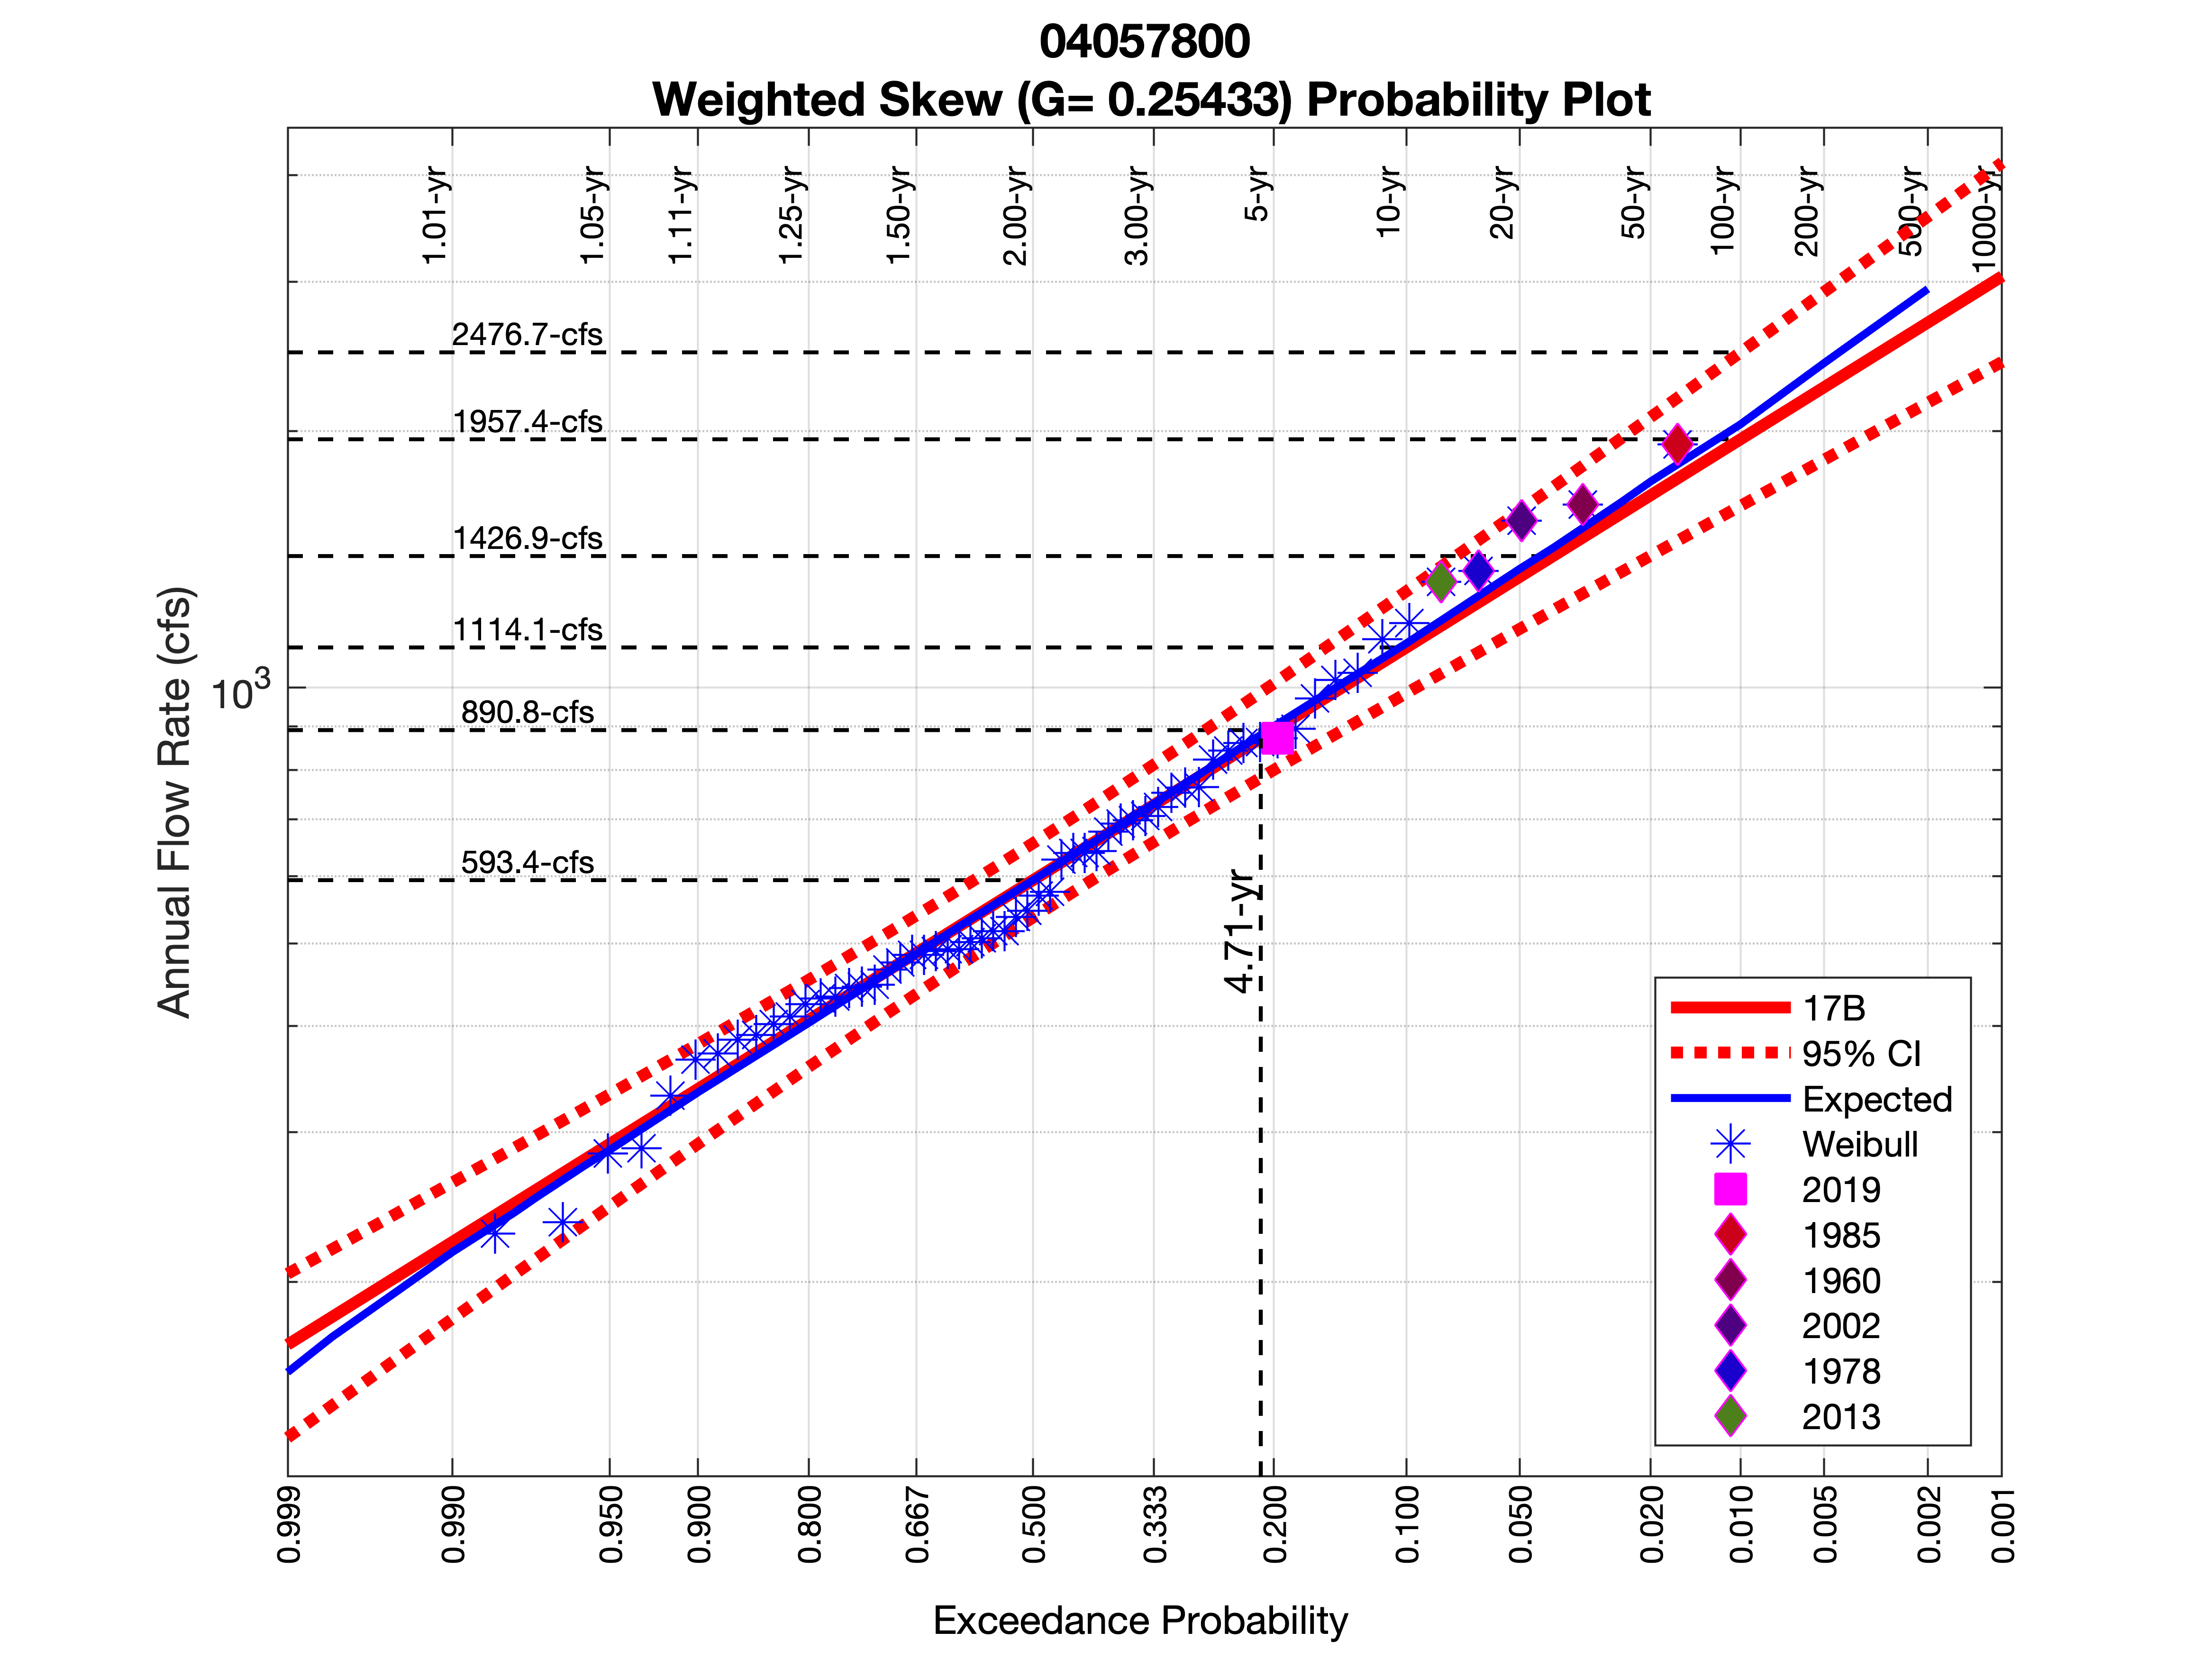 04057800
Weighted Skew (G= 0.25433) Probability Plot
1.01-yr
1.05-yr
1.11-yr
1.25-yr
1.50-yr
2.00-yr
3.00-yr
5-yr
10-yr
20-yr
50-yr
100-yr
200-yr
500-yr
1000-yr
2476.7-cfs
1957.4-cfs
1426.9-cfs
1114.1-cfs
890.8-cfs
593.4-cfs
4.71-yr
Annual Flow Rate (cfs)
10³
17B
95% CI
Expected
Weibull
2019
1985
1960
2002
1978
2013
0.999
0.990
0.950
0.900
0.800
0.667
0.500
0.333
0.200
0.100
0.050
0.020
0.010
0.005
0.002
0.001
Exceedance Probability